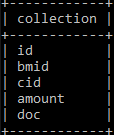 +------------+
| collection |
+------------+
| id         |
| bmid       |
| cid        |
| amount     |
| doc        |
+------------+